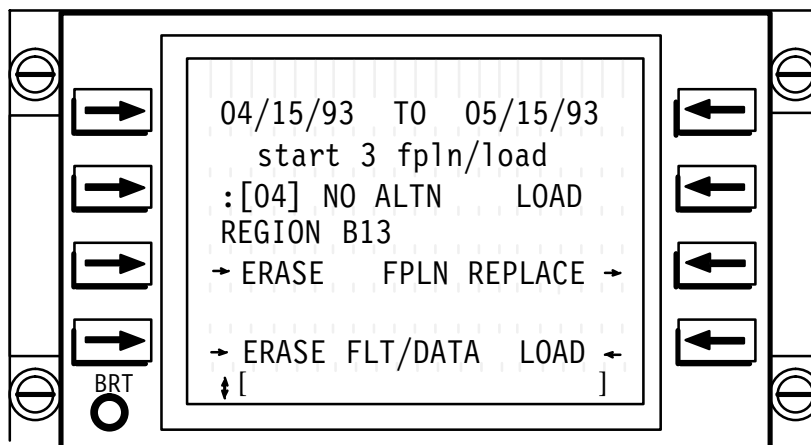 04/15/93 TO 05/15/93
start 3 fpln/load
:[04] NO ALTN LOAD
REGION B13
→ ERASE FPLN REPLACE →
→ ERASE FLT/DATA LOAD ←
↕[ ]
BRT